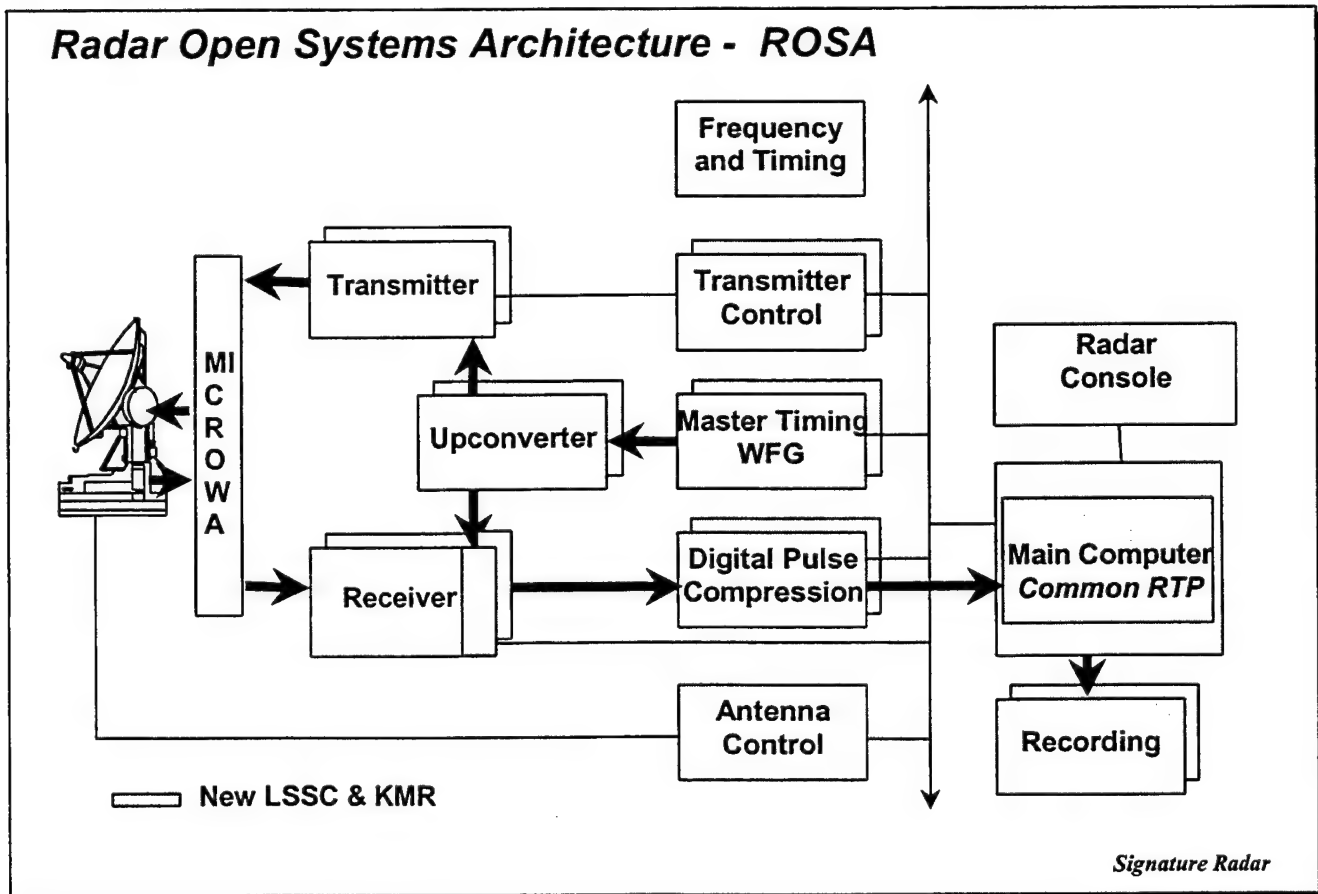 Radar Open Systems Architecture - ROSA
Frequency
and Timing
Transmitter
Transmitter
Control
MI
C
R
O
W
A
Radar
Console
Upconverter
Master Timing
WFG
Receiver
Digital Pulse
Compression
Main Computer
Common RTP
Antenna
Control
Recording
New LSSC & KMR
Signature Radar